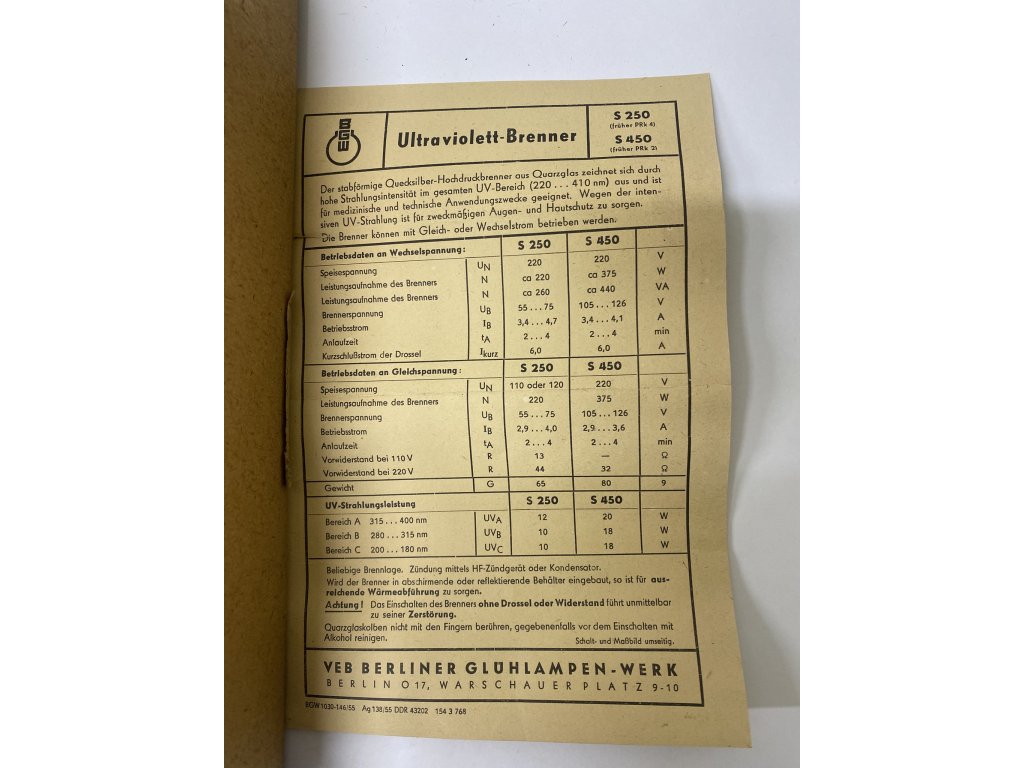 BGW
Ultraviolett-Brenner
S 250
(früher PRk 4)
S 450
(früher PRk 2)
Der stabförmige Quecksilber-Hochdruckbrenner aus Quarzglas zeichnet sich durch
hohe Strahlungsintensität im gesamten UV-Bereich (220 . . . 410 nm) aus und ist
für medizinische und technische Anwendungszwecke geeignet. Wegen der inten-
siven UV-Strahlung ist für zweckmäßigen Augen- und Hautschutz zu sorgen.
Die Brenner können mit Gleich- oder Wechselstrom betrieben werden.
Betriebsdaten an Wechselspannung: S 250 S 450
Speisespannung UN 220 220 V
Leistungsaufnahme des Brenners N ca 220 ca 375 W
Leistungsaufnahme des Brenners N ca 260 ca 440 VA
Brennerspannung UB 55 . . . 75 105 . . . 126 V
Betriebsstrom IB 3,4 . . . 4,7 3,4 . . . 4,1 A
Anlaufzeit tA 2 . . . 4 2 . . . 4 min
Kurzschlußstrom der Drossel Ikurz 6,0 6,0 A
Betriebsdaten an Gleichspannung: S 250 S 450
Speisespannung UN 110 oder 120 220 V
Leistungsaufnahme des Brenners N 220 375 W
Brennerspannung UB 55 . . . 75 105 . . . 126 V
Betriebsstrom IB 2,9 . . . 4,0 2,9 . . . 3,6 A
Anlaufzeit tA 2 . . . 4 2 . . . 4 min
Vorwiderstand bei 110 V R 13 — Ω
Vorwiderstand bei 220 V R 44 32 Ω
Gewicht G 65 80 g
UV-Strahlungsleistung S 250 S 450
Bereich A 315 . . . 400 nm UVA 12 20 W
Bereich B 280 . . . 315 nm UVB 10 18 W
Bereich C 200 . . . 180 nm UVC 10 18 W
Beliebige Brennlage. Zündung mittels HF-Zündgerät oder Kondensator.
Wird der Brenner in abschirmende oder reflektierende Behälter eingebaut, so ist für aus-
reichende Wärmeabführung zu sorgen.
Achtung! Das Einschalten des Brenners ohne Drossel oder Widerstand führt unmittelbar
zu seiner Zerstörung.
Quarzglaskolben nicht mit den Fingern berühren, gegebenenfalls vor dem Einschalten mit
Alkohol reinigen.
Schalt- und Maßbild umseitig.
VEB BERLINER GLÜHLAMPEN-WERK
BERLIN O 17, WARSCHAUER PLATZ 9-10
BGW 1030-146/55 Ag 138/55 DDR 43202 154 3 768